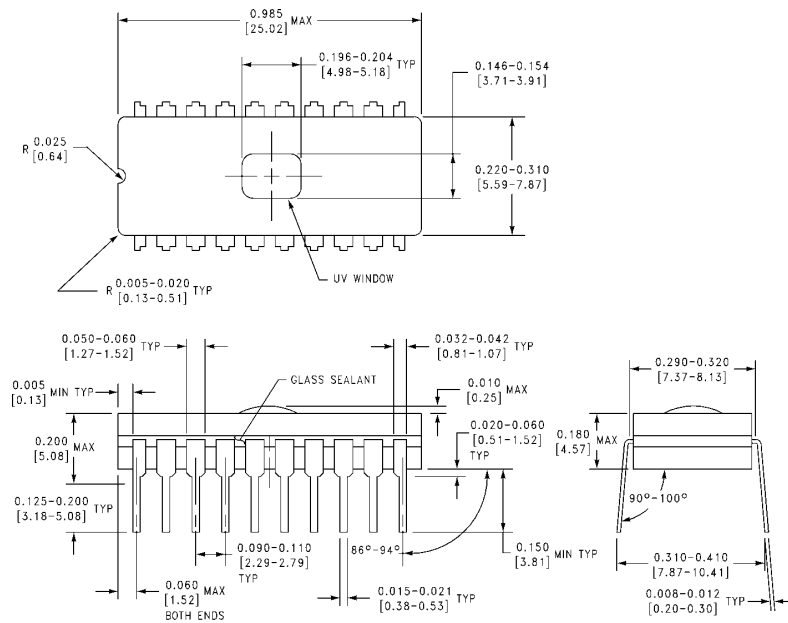 0.985
[25.02] MAX
0.196-0.204
[4.98-5.18] TYP
0.146-0.154
[3.71-3.91]
R 0.025
[0.64]
0.220-0.310
[5.59-7.87]
R 0.005-0.020
[0.13-0.51] TYP
UV WINDOW
0.050-0.060
[1.27-1.52] TYP
0.032-0.042
[0.81-1.07] TYP
0.005
[0.13] MIN TYP
GLASS SEALANT
0.010
[0.25] MAX
0.290-0.320
[7.37-8.13]
0.200
[5.08] MAX
0.020-0.060
[0.51-1.52]
TYP
0.180
[4.57] MAX
0.125-0.200
[3.18-5.08] TYP
90°-100°
0.090-0.110
[2.29-2.79]
TYP
86°-94°
0.150
[3.81] MIN TYP
0.310-0.410
[7.87-10.41]
0.060
[1.52] MAX
BOTH ENDS
0.015-0.021
[0.38-0.53] TYP
0.008-0.012
[0.20-0.30] TYP